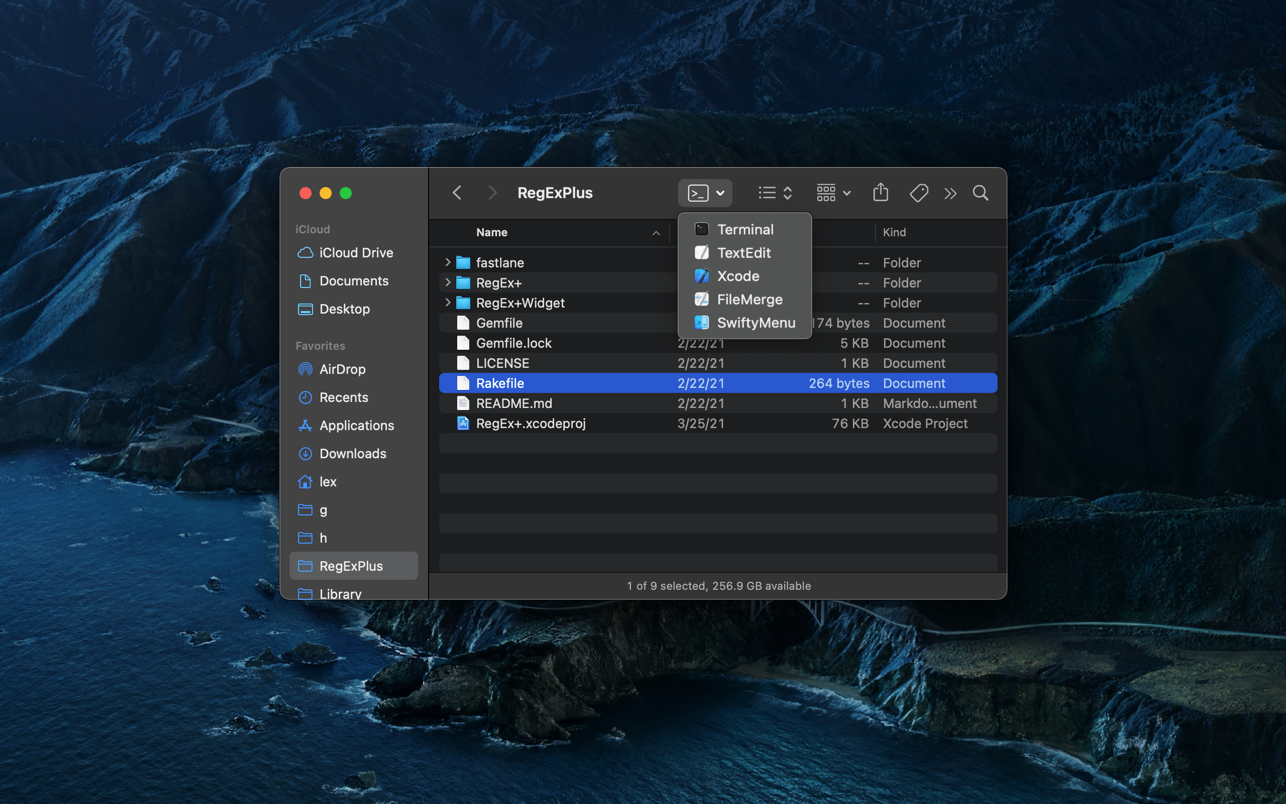 RegExPlus
iCloud
iCloud Drive
Documents
Desktop
Favorites
AirDrop
Recents
Applications
Downloads
lex
g
h
RegExPlus
Library
Name Kind
Terminal
TextEdit
Xcode
FileMerge
SwiftyMenu
fastlane -- Folder
RegEx+ -- Folder
RegEx+Widget -- Folder
Gemfile 174 bytes Document
Gemfile.lock 2/22/21 5 KB Document
LICENSE 2/22/21 1 KB Document
Rakefile 2/22/21 264 bytes Document
README.md 2/22/21 1 KB Markdo...ument
RegEx+.xcodeproj 3/25/21 76 KB Xcode Project
1 of 9 selected, 256.9 GB available